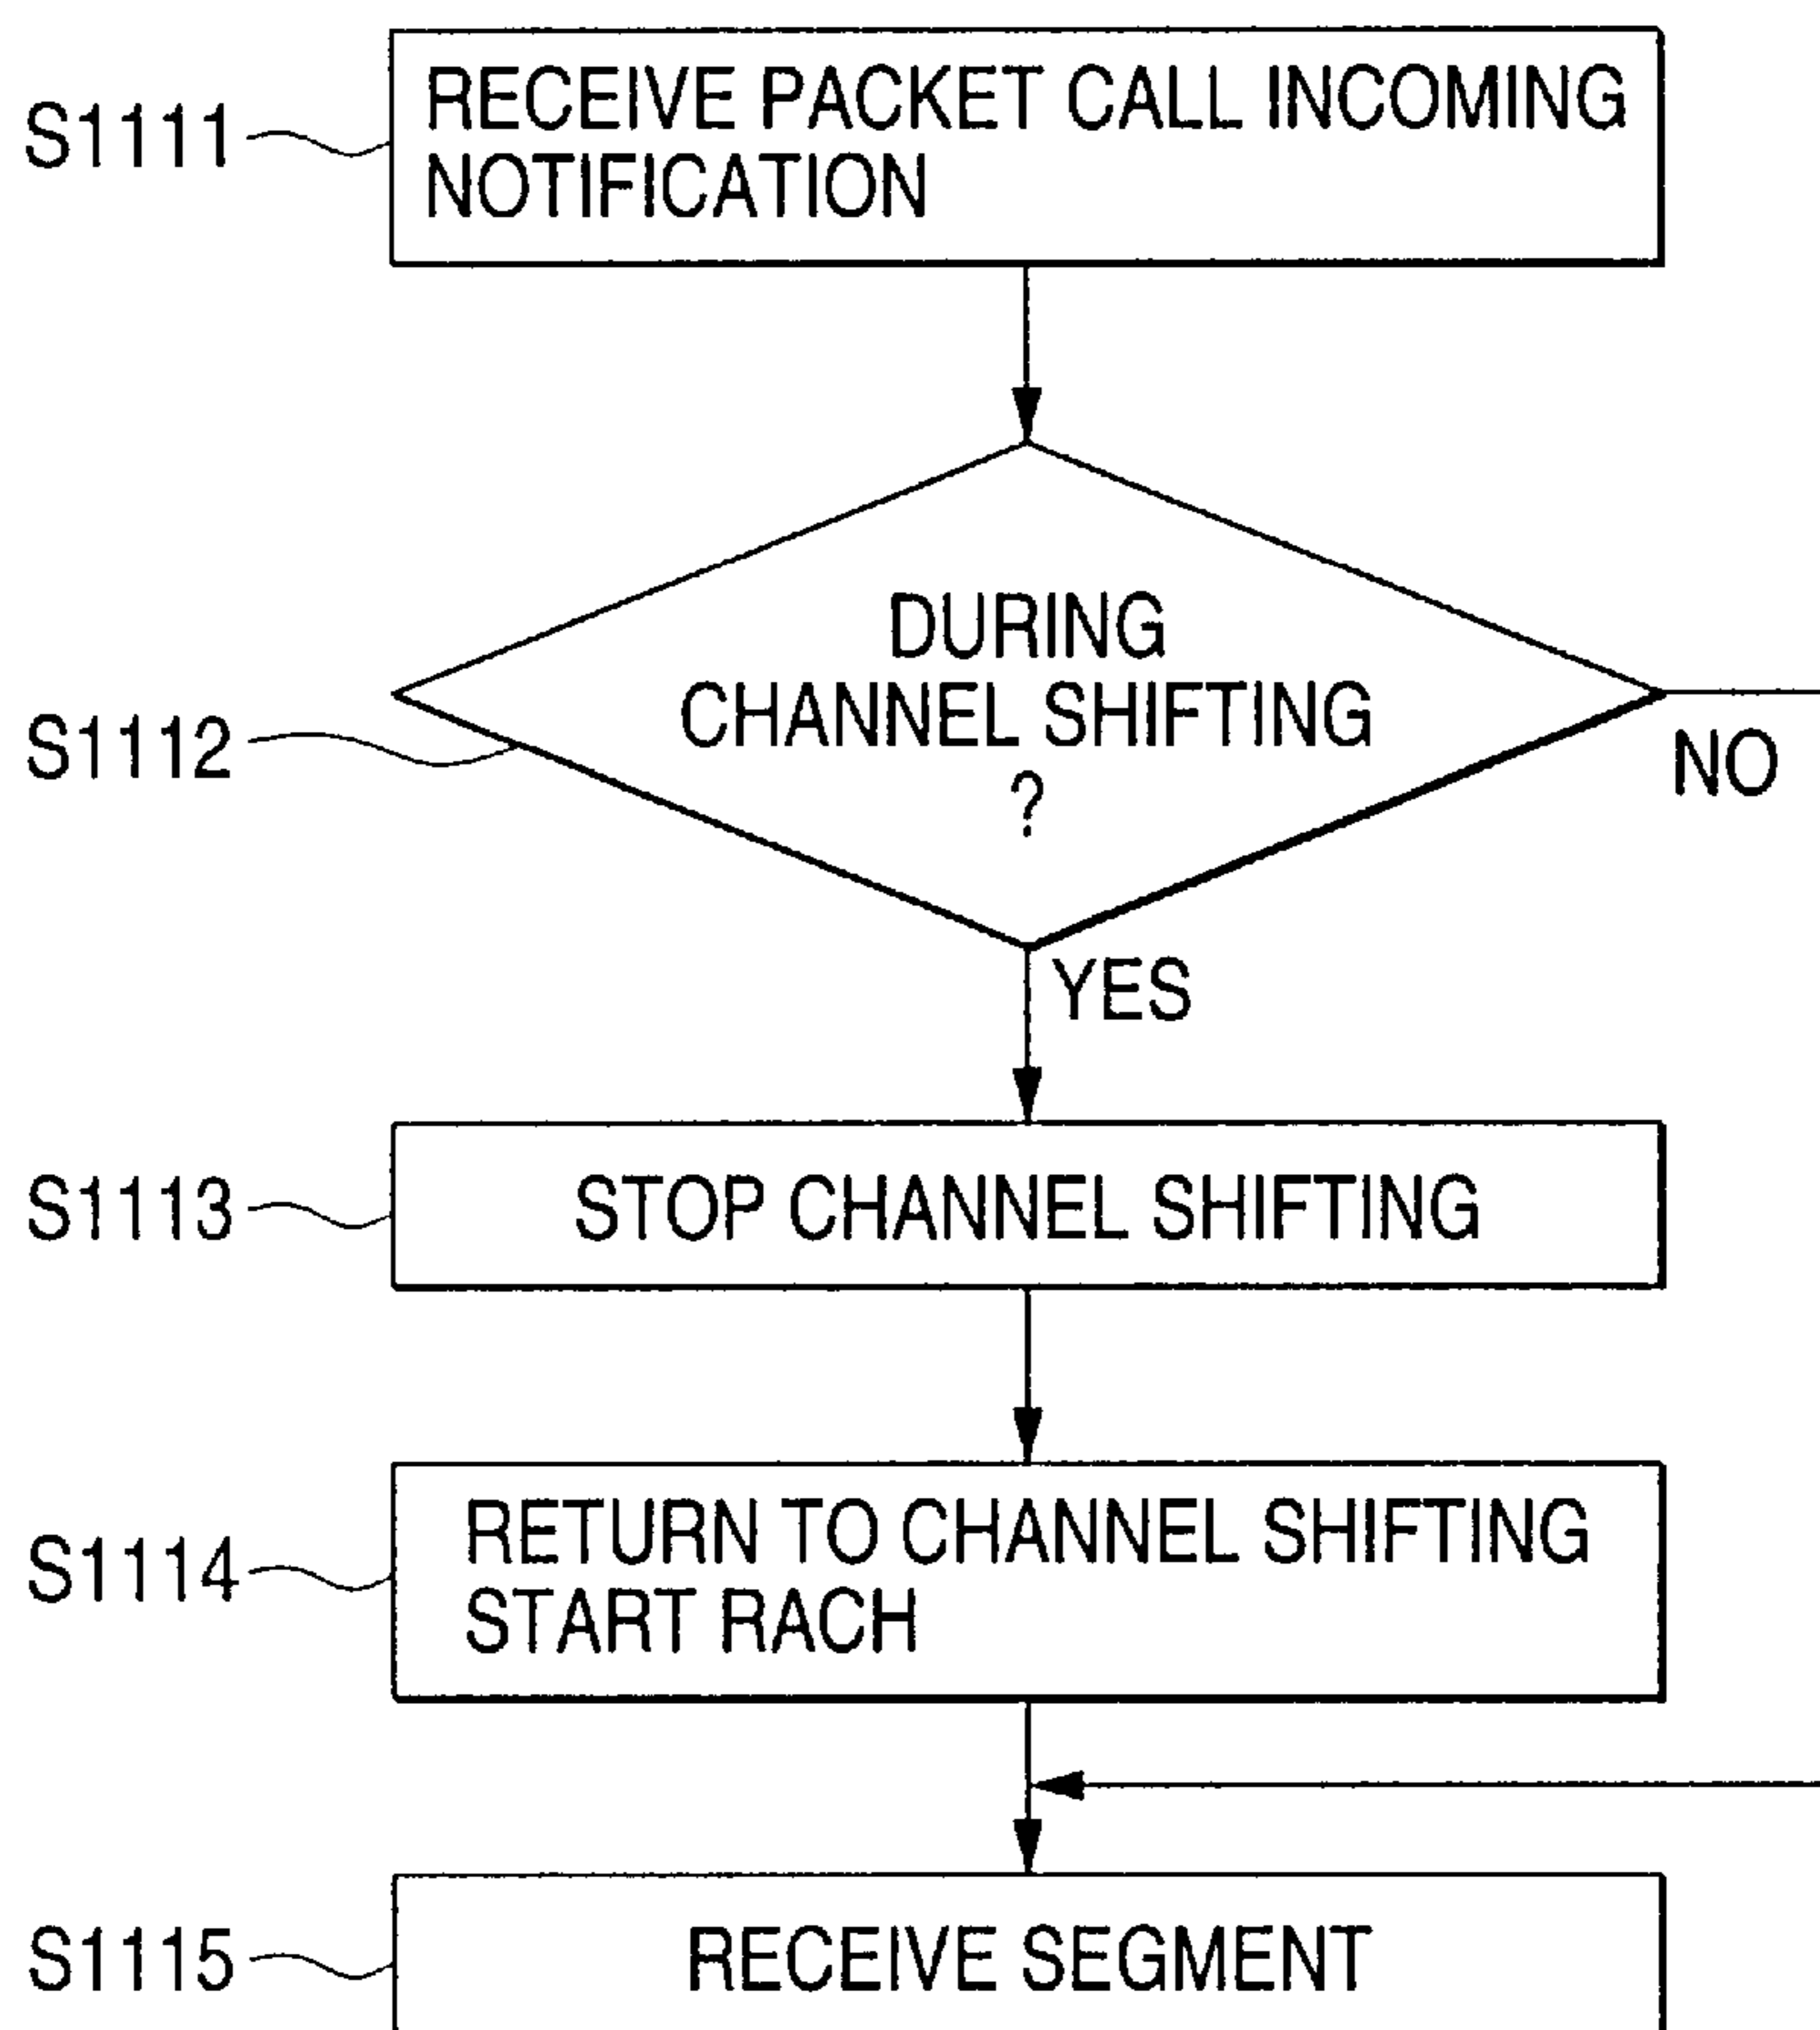 S1111
RECEIVE PACKET CALL INCOMING
NOTIFICATION
DURING
CHANNEL SHIFTING
?
S1112
NO
YES
S1113
STOP CHANNEL SHIFTING
S1114
RETURN TO CHANNEL SHIFTING
START RACH
S1115
RECEIVE SEGMENT